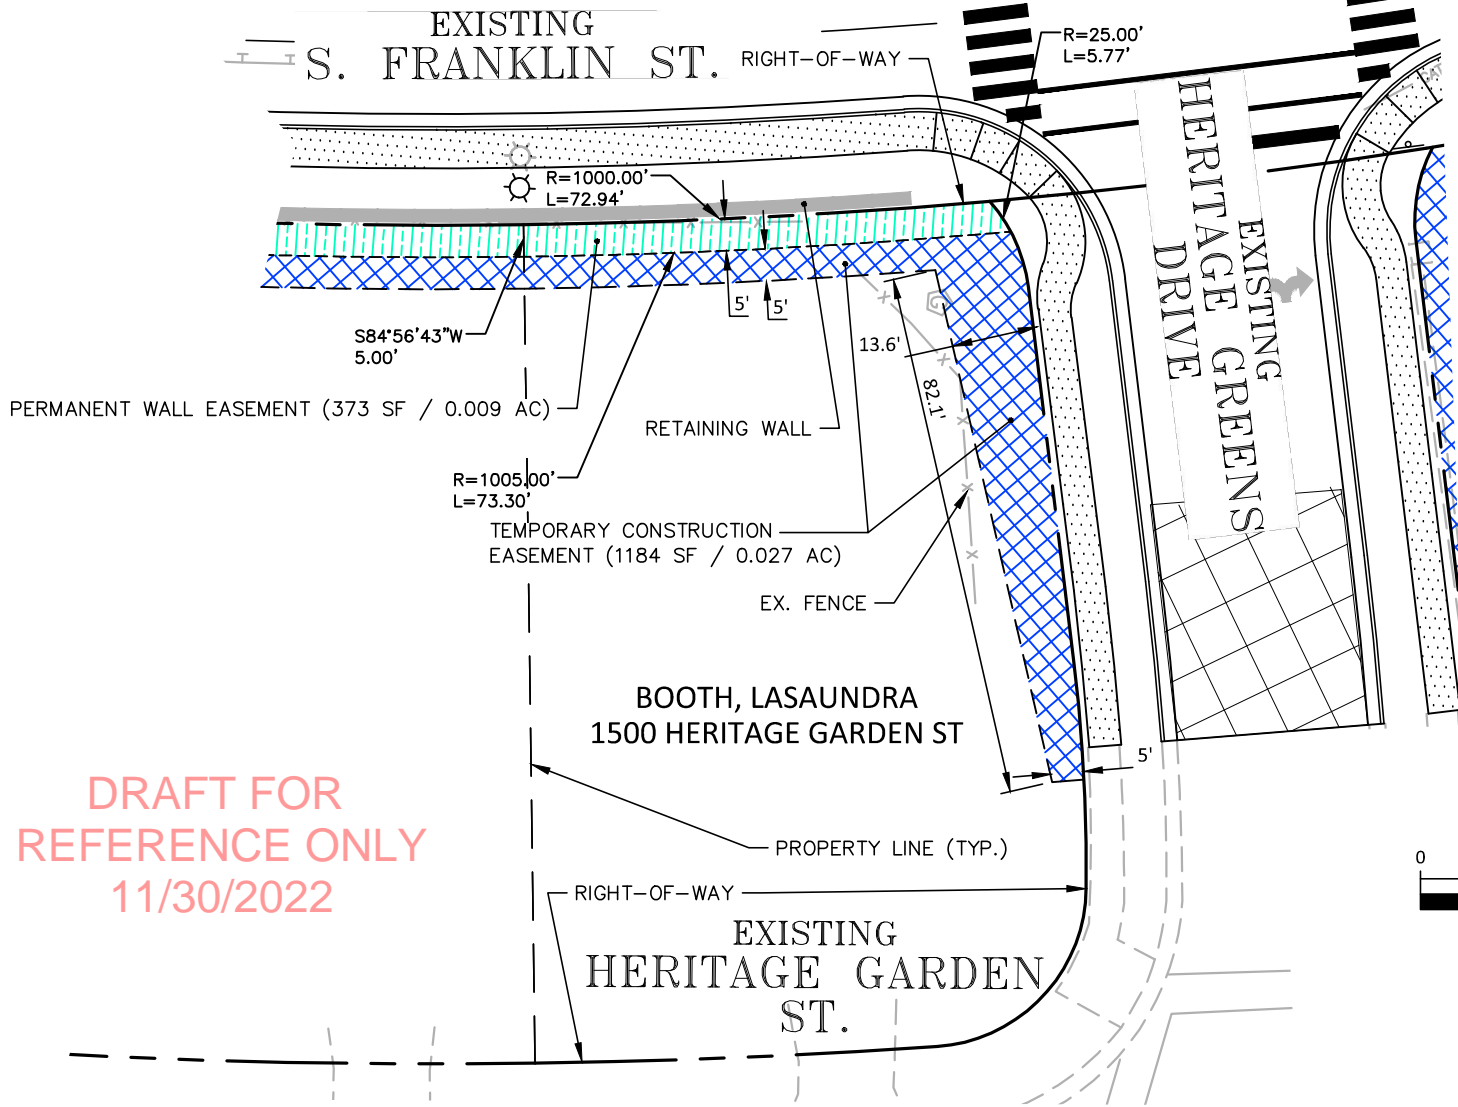 EXISTING
S. FRANKLIN ST.
RIGHT-OF-WAY
R=25.00'
L=5.77'
R=1000.00'
L=72.94'
EXISTING
HERITAGE GREENS
DRIVE
5'
5'
S84°56'43"W
5.00'
13.6'
82.1'
G
PERMANENT WALL EASEMENT (373 SF / 0.009 AC)
RETAINING WALL
R=1005.00'
L=73.30'
TEMPORARY CONSTRUCTION
EASEMENT (1184 SF / 0.027 AC)
EX. FENCE
BOOTH, LASAUNDRA
1500 HERITAGE GARDEN ST
5'
DRAFT FOR
REFERENCE ONLY
11/30/2022
PROPERTY LINE (TYP.)
0
RIGHT-OF-WAY
EXISTING
HERITAGE GARDEN
ST.